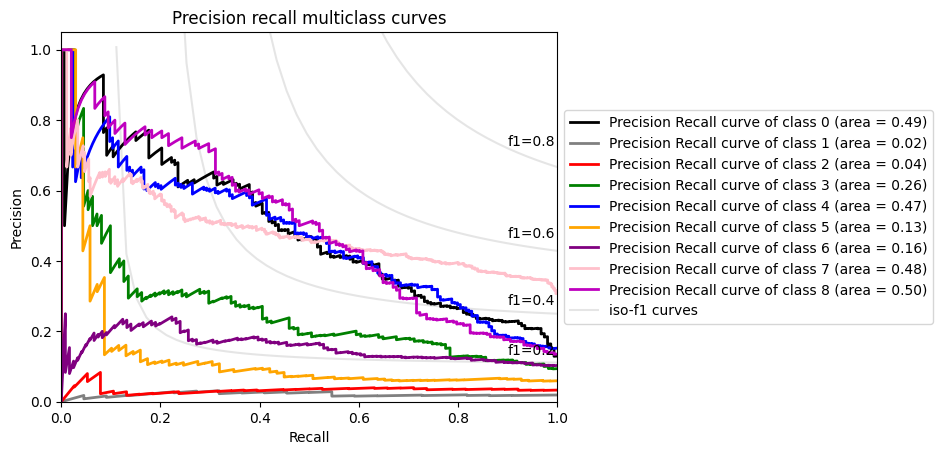 Precision recall multiclass curves
Precision
1.0
0.8
0.6
0.4
0.2
0.0
f1=0.8
f1=0.6
f1=0.4
f1=0.2
0.0 0.2 0.4 0.6 0.8 1.0
Recall
Precision Recall curve of class 0 (area = 0.49)
Precision Recall curve of class 1 (area = 0.02)
Precision Recall curve of class 2 (area = 0.04)
Precision Recall curve of class 3 (area = 0.26)
Precision Recall curve of class 4 (area = 0.47)
Precision Recall curve of class 5 (area = 0.13)
Precision Recall curve of class 6 (area = 0.16)
Precision Recall curve of class 7 (area = 0.48)
Precision Recall curve of class 8 (area = 0.50)
iso-f1 curves